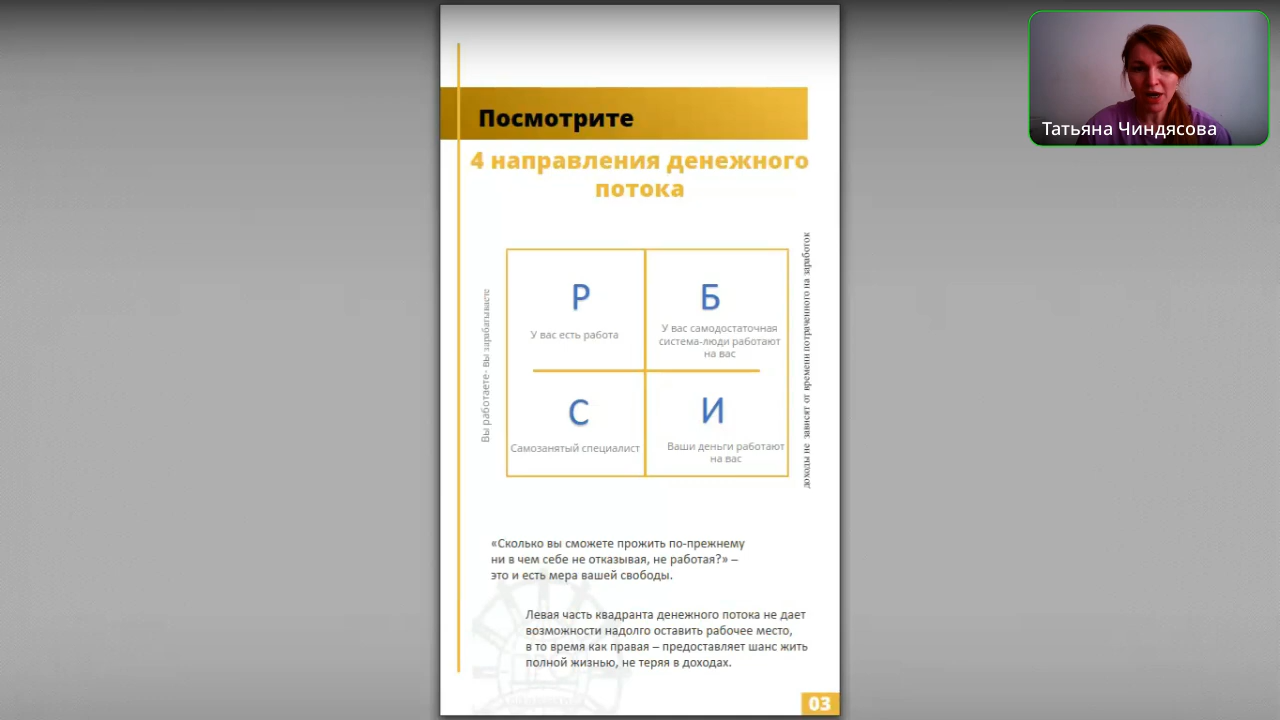 Посмотрите
4 направления денежного
потока
Вы работаете- вы зарабатываете
Р
У вас есть работа
Б
У вас самодостаточная
система-люди работают
на вас
С
Самозанятый специалист
И
Ваши деньги работают
на вас
доходы не зависят от времени потраченного на заработок
«Сколько вы сможете прожить по-прежнему
ни в чем себе не отказывая, не работая?» –
это и есть мера вашей свободы.
Левая часть квадранта денежного потока не дает
возможности надолго оставить рабочее место,
в то время как правая – предоставляет шанс жить
полной жизнью, не теряя в доходах.
03
Татьяна Чиндясова